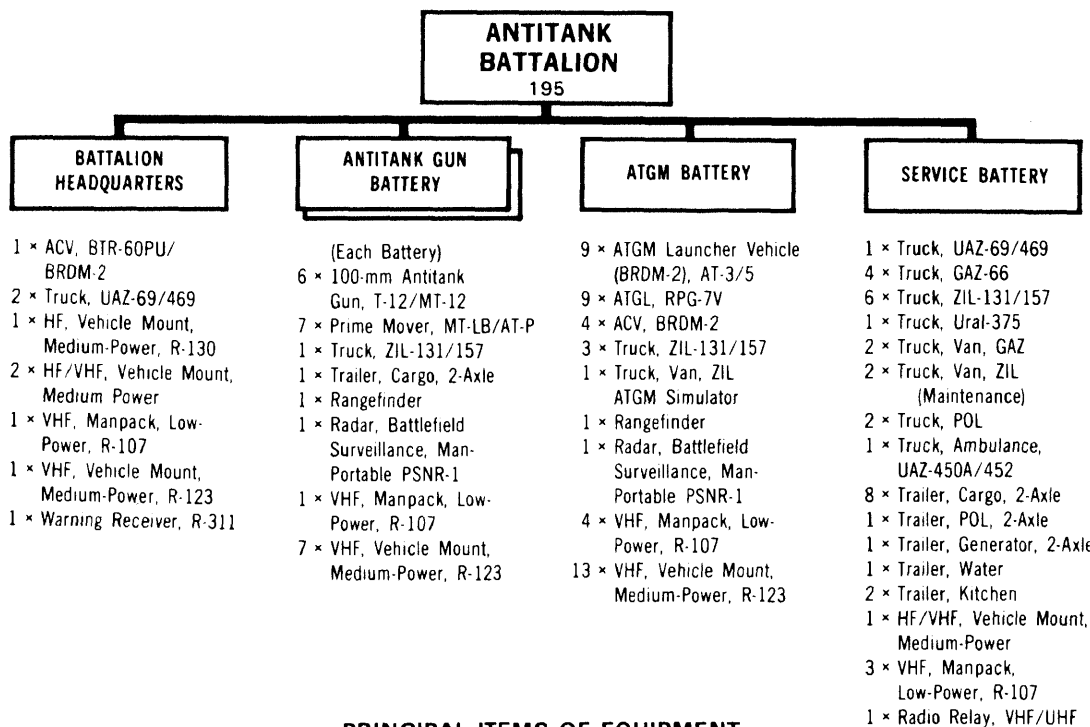 ANTITANK
BATTALION
195
BATTALION
HEADQUARTERS
1 × ACV, BTR-60PU/
BRDM-2
2 × Truck, UAZ-69/469
1 × HF, Vehicle Mount,
Medium-Power, R-130
2 × HF/VHF, Vehicle Mount,
Medium Power
1 × VHF, Manpack, Low-
Power, R-107
1 × VHF, Vehicle Mount,
Medium-Power, R-123
1 × Warning Receiver, R-311
ANTITANK GUN
BATTERY
(Each Battery)
6 × 100-mm Antitank
Gun, T-12/MT-12
7 × Prime Mover, MT-LB/AT-P
1 × Truck, ZIL-131/157
1 × Trailer, Cargo, 2-Axle
1 × Rangefinder
1 × Radar, Battlefield
Surveillance, Man-
Portable PSNR-1
1 × VHF, Manpack, Low-
Power, R-107
7 × VHF, Vehicle Mount,
Medium-Power, R-123
ATGM BATTERY
9 × ATGM Launcher Vehicle
(BRDM-2), AT-3/5
9 × ATGL, RPG-7V
4 × ACV, BRDM-2
3 × Truck, ZIL-131/157
1 × Truck, Van, ZIL
ATGM Simulator
1 × Rangefinder
1 × Radar, Battlefield
Surveillance, Man-
Portable PSNR-1
4 × VHF, Manpack, Low-
Power, R-107
13 × VHF, Vehicle Mount,
Medium-Power, R-123
SERVICE BATTERY
1 × Truck, UAZ-69/469
4 × Truck, GAZ-66
6 × Truck, ZIL-131/157
1 × Truck, Ural-375
2 × Truck, Van, GAZ
2 × Truck, Van, ZIL
(Maintenance)
2 × Truck, POL
1 × Truck, Ambulance,
UAZ-450A/452
8 × Trailer, Cargo, 2-Axle
1 × Trailer, POL, 2-Axle
1 × Trailer, Generator, 2-Axle
1 × Trailer, Water
2 × Trailer, Kitchen
1 × HF/VHF, Vehicle Mount,
Medium-Power
3 × VHF, Manpack,
Low-Power, R-107
1 × Radio Relay, VHF/UHF
PRINCIPAL ITEMS OF EQUIPMENT